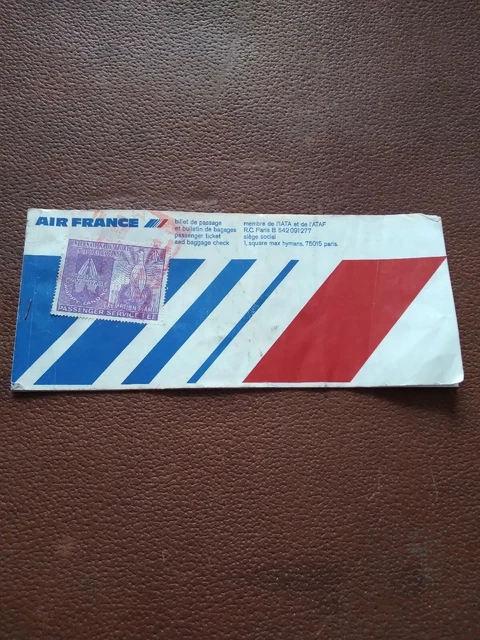 AIR FRANCE
billet de passage
et bulletin de bagages
passenger ticket
and baggage check
membre de l'IATA et de l'ATAF
R.C. Paris B 542 091 277
siège social
1, square max hymans, 75015 paris.
PASSENGER SERVICE FEE